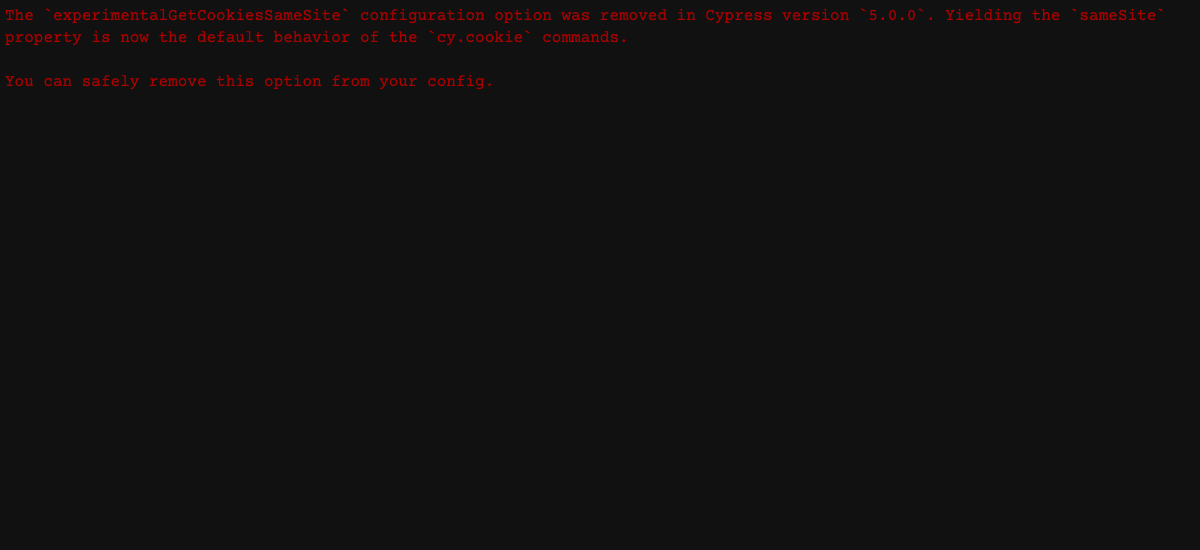 The `experimentalGetCookiesSameSite` configuration option was removed in Cypress version `5.0.0`. Yielding the `sameSite`
property is now the default behavior of the `cy.cookie` commands.
You can safely remove this option from your config.